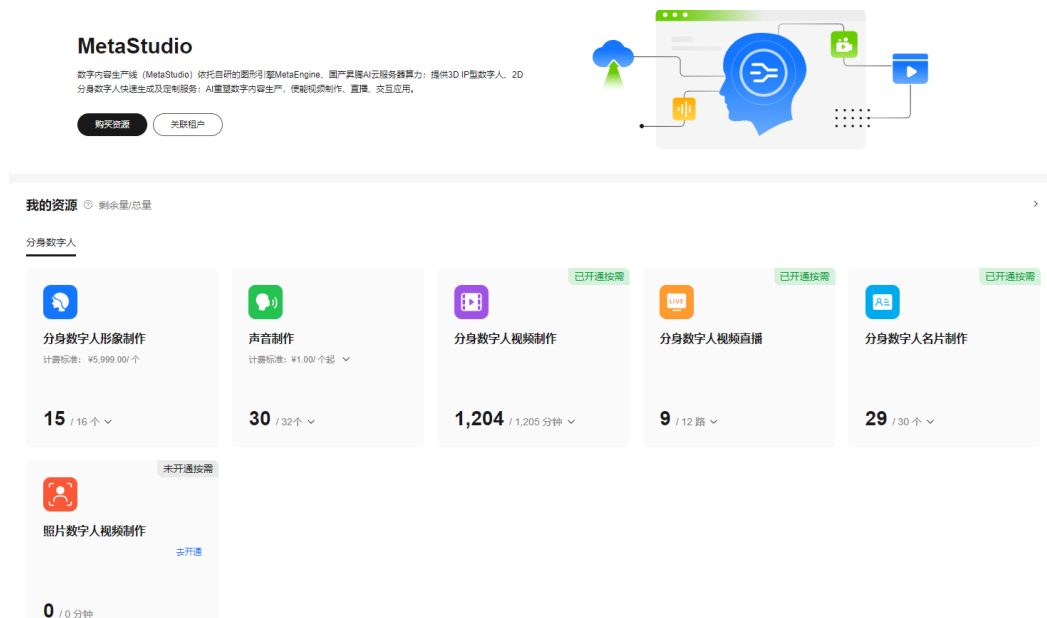 MetaStudio
数字内容生产线（MetaStudio）依托自研的图形引擎MetaEngine、国产昇腾AI云服务器算力；提供3D IP型数字人、2D
分身数字人快速生成及定制服务；AI重塑数字内容生产，使能视频制作、直播、交互应用。
购买资源 关联租户
我的资源 剩余量/总量
分身数字人
分身数字人形象制作
计费标准：¥5,999.00/ 个
15 / 16 个
声音制作
计费标准：¥1.00/ 个起
30 / 32个
已开通按需
分身数字人视频制作
1,204 / 1,205 分钟
已开通按需
LIVE
分身数字人视频直播
9 / 12 路
已开通按需
分身数字人名片制作
29 / 30 个
未开通按需
照片数字人视频制作
去开通
0 / 0 分钟